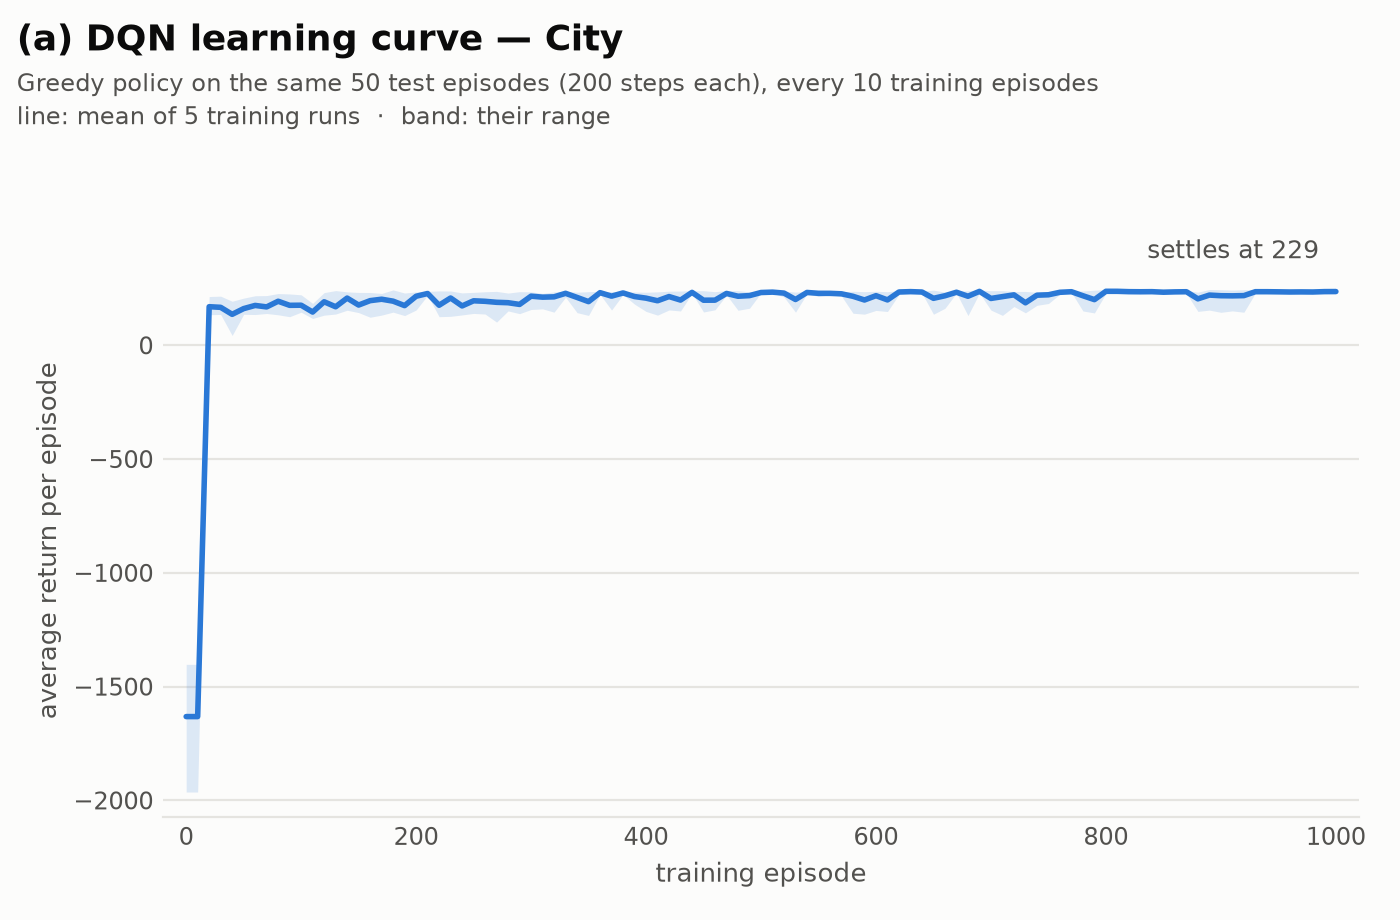 (a) DQN learning curve — City
Greedy policy on the same 50 test episodes (200 steps each), every 10 training episodes
line: mean of 5 training runs · band: their range
settles at 229
average return per episode
0
−500
−1000
−1500
−2000
0 200 400 600 800 1000
training episode